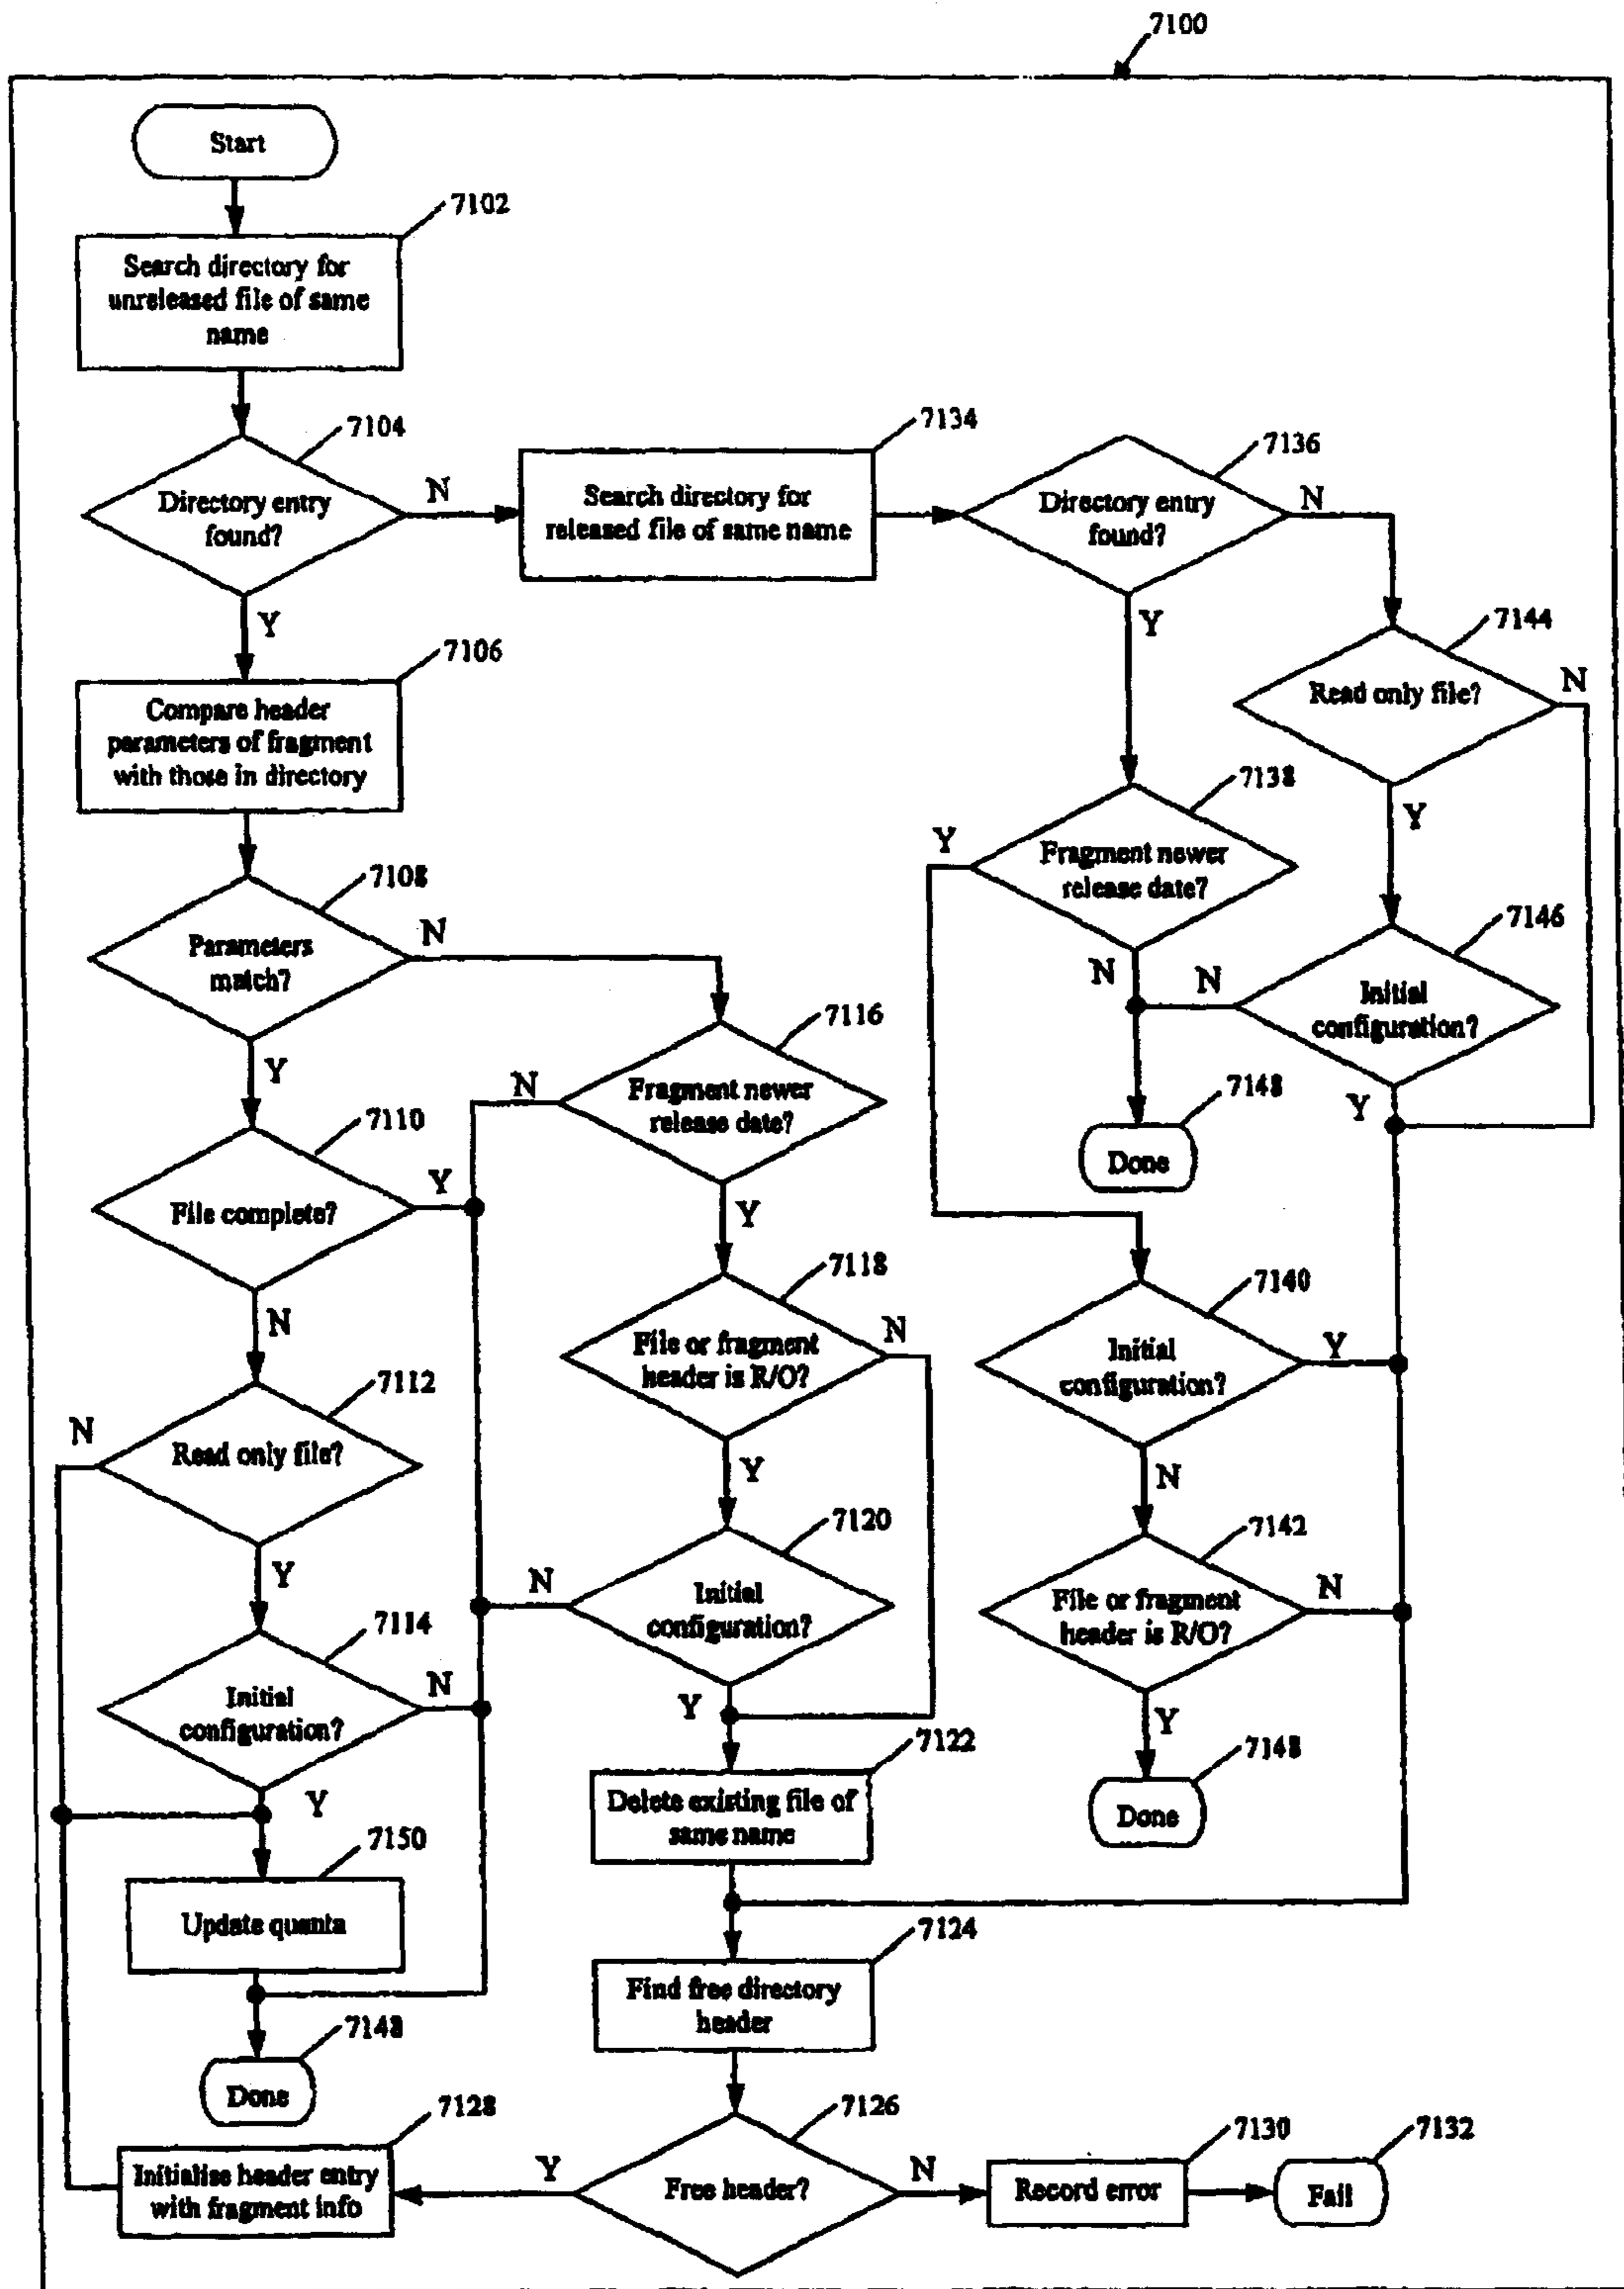 7100
Start
7102
Search directory for
unreleased file of same
name
7104
Directory entry
found?
N
Y
7134
Search directory for
released file of same name
7136
Directory entry
found?
N
Y
7106
Compare header
parameters of fragment
with those in directory
7144
Read only file?
N
Y
7138
Fragment newer
release date?
Y
N
7108
Parameters
match?
N
Y
7146
Initial
configuration?
N
Y
7116
Fragment newer
release date?
N
Y
7148
Done
7110
File complete?
Y
N
7118
File or fragment
header is R/O?
N
Y
7140
Initial
configuration?
Y
N
7112
Read only file?
N
Y
7120
Initial
configuration?
N
Y
7142
File or fragment
header is R/O?
N
Y
7114
Initial
configuration?
N
Y
7122
Delete existing file of
same name
7148
Done
7150
Update quanta
7124
Find free directory
header
7148
Done
7128
Initialise header entry
with fragment info
7126
Free header?
Y
N
7130
Record error
7132
Fail